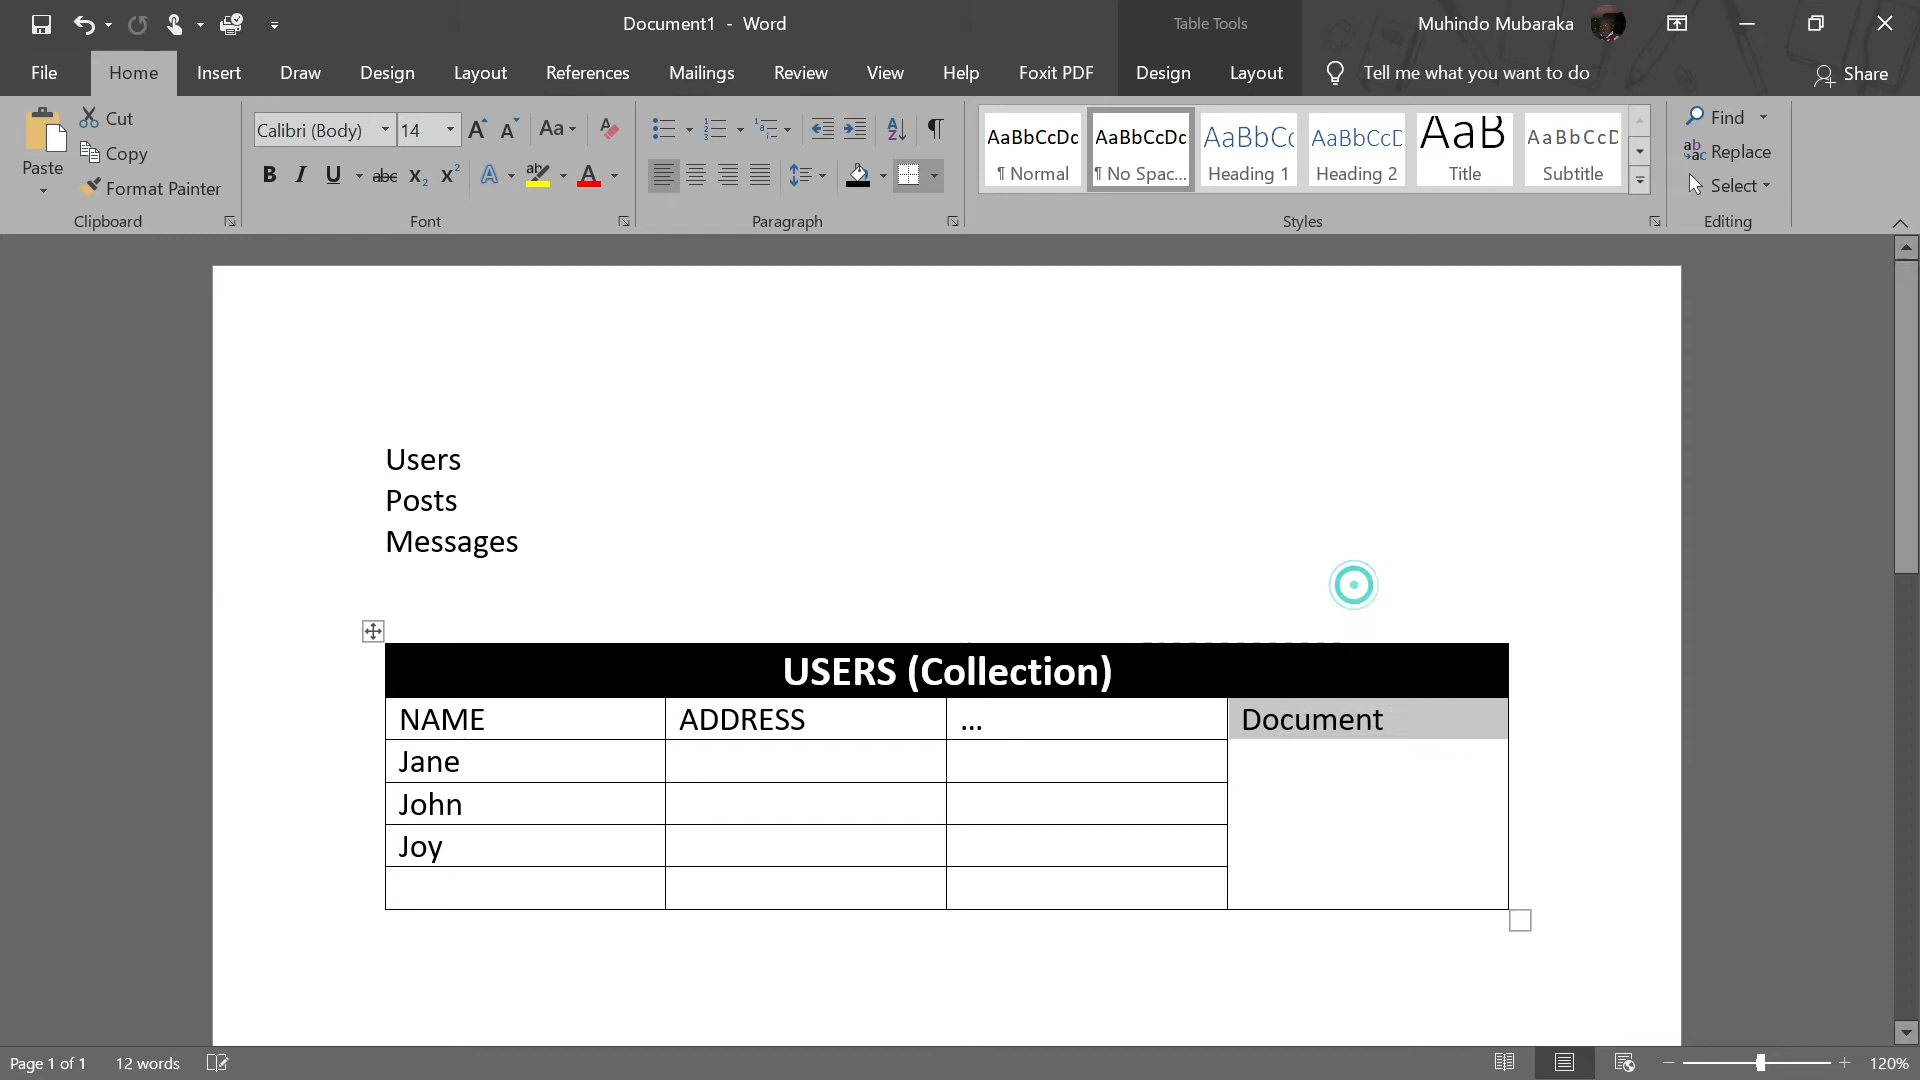 Document1 - Word
Table Tools
Muhindo Mubaraka
File Home Insert Draw Design Layout References Mailings Review View Help Foxit PDF Design Layout Tell me what you want to do Share
Paste
Cut
Copy
Format Painter
Clipboard
Calibri (Body) 14
Font
Paragraph
AaBbCcDc AaBbCcDc AaBbCc AaBbCcD AaB AaBbCcD
¶ Normal ¶ No Spac... Heading 1 Heading 2 Title Subtitle
Styles
Find
Replace
Select
Editing
Users
Posts
Messages
USERS (Collection)
NAME ADDRESS ... Document
Jane
John
Joy
Page 1 of 1 12 words 120%